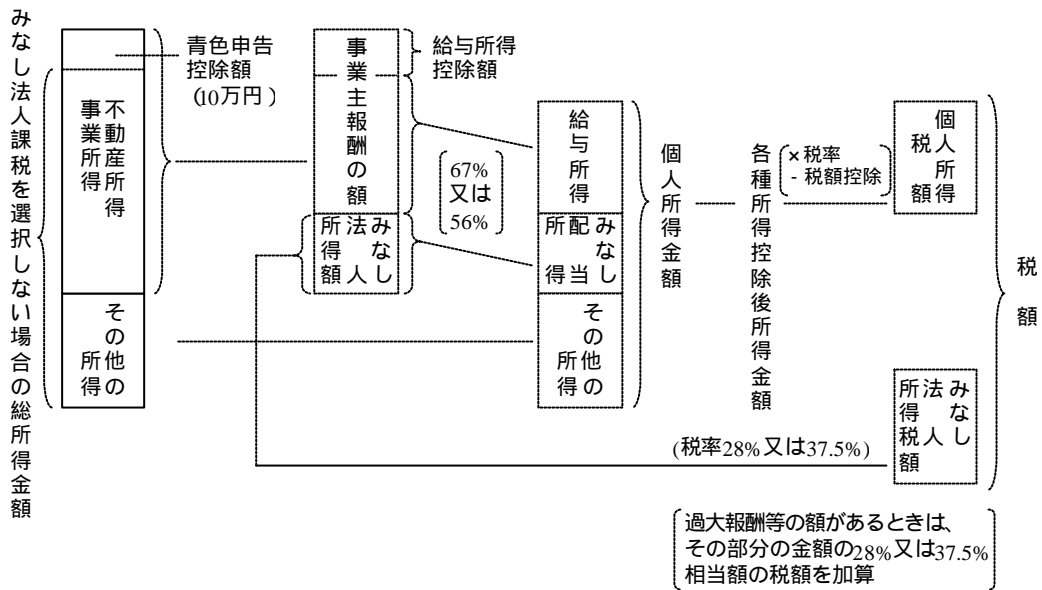 みなし法人課税を選択しない場合の総所得金額
青色申告
控除額
(10万円)
不動産所得
事業所得
その他の
所得
事業主報酬の額
給与所得
控除額
みなし
法人
所得額
67%
又は
56%
給与所得
みなし
配当
所得
その他の
所得
個人所得金額
各種所得控除後所得金額
×税率
-税額控除
個人所得
税額
みなし
法人
所得税額
税額
(税率28%又は37.5%)
過大報酬等の額があるときは、
その部分の金額の28%又は37.5%
相当額の税額を加算